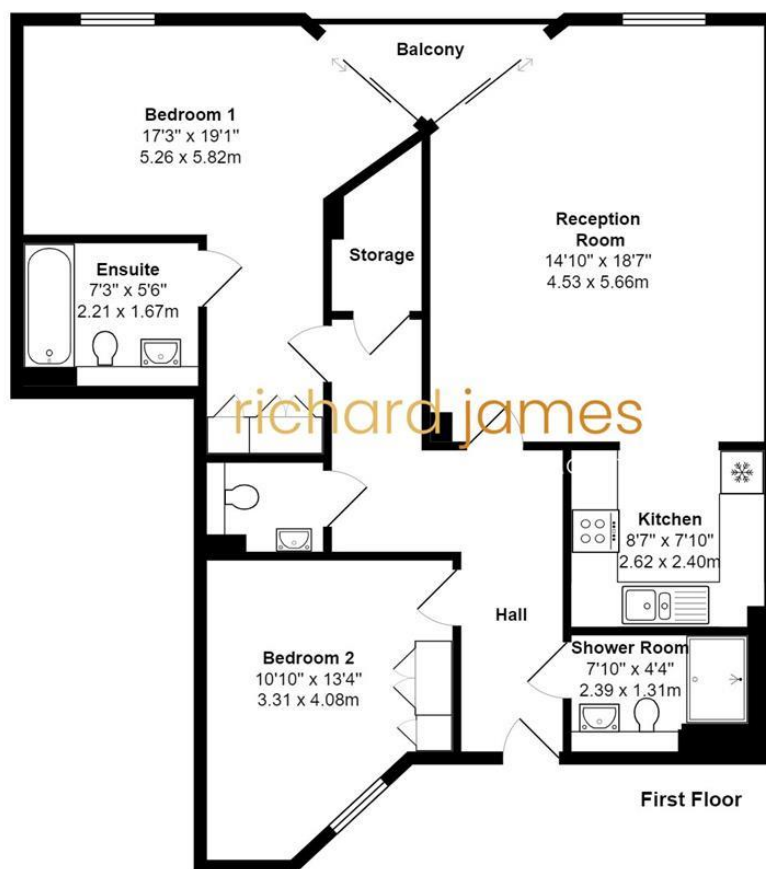 Balcony
Bedroom 1
17'3" x 19'1"
5.26 x 5.82m
Reception
Room
14'10" x 18'7"
4.53 x 5.66m
Storage
Ensuite
7'3" x 5'6"
2.21 x 1.67m
richard james
Kitchen
8'7" x 7'10"
2.62 x 2.40m
Hall
Shower Room
7'10" x 4'4"
2.39 x 1.31m
Bedroom 2
10'10" x 13'4"
3.31 x 4.08m
First Floor